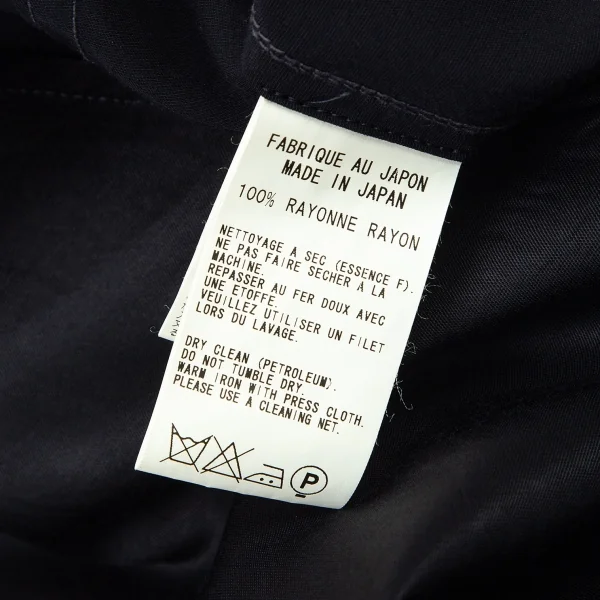 FABRIQUE AU JAPON
MADE IN JAPAN
100% RAYONNE RAYON
NETTOYAGE A SEC (ESSENCE F).
NE PAS FAIRE SECHER A LA
MACHINE.
REPASSER AU FER DOUX AVEC
UNE ETOFFE.
VEUILLEZ UTILISER UN FILET
LORS DU LAVAGE.
DRY CLEAN (PETROLEUM).
DO NOT TUMBLE DRY.
WARM IRON WITH PRESS CLOTH.
PLEASE USE A CLEANING NET.
P